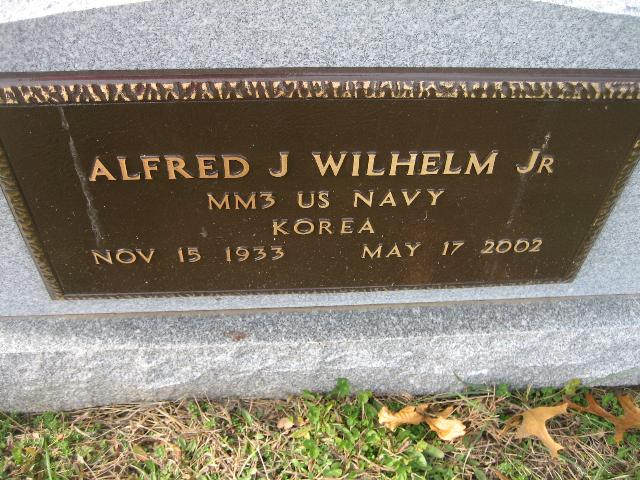 ALFRED J WILHELM JR
MM3 US NAVY
KOREA
NOV 15 1933 MAY 17 2002